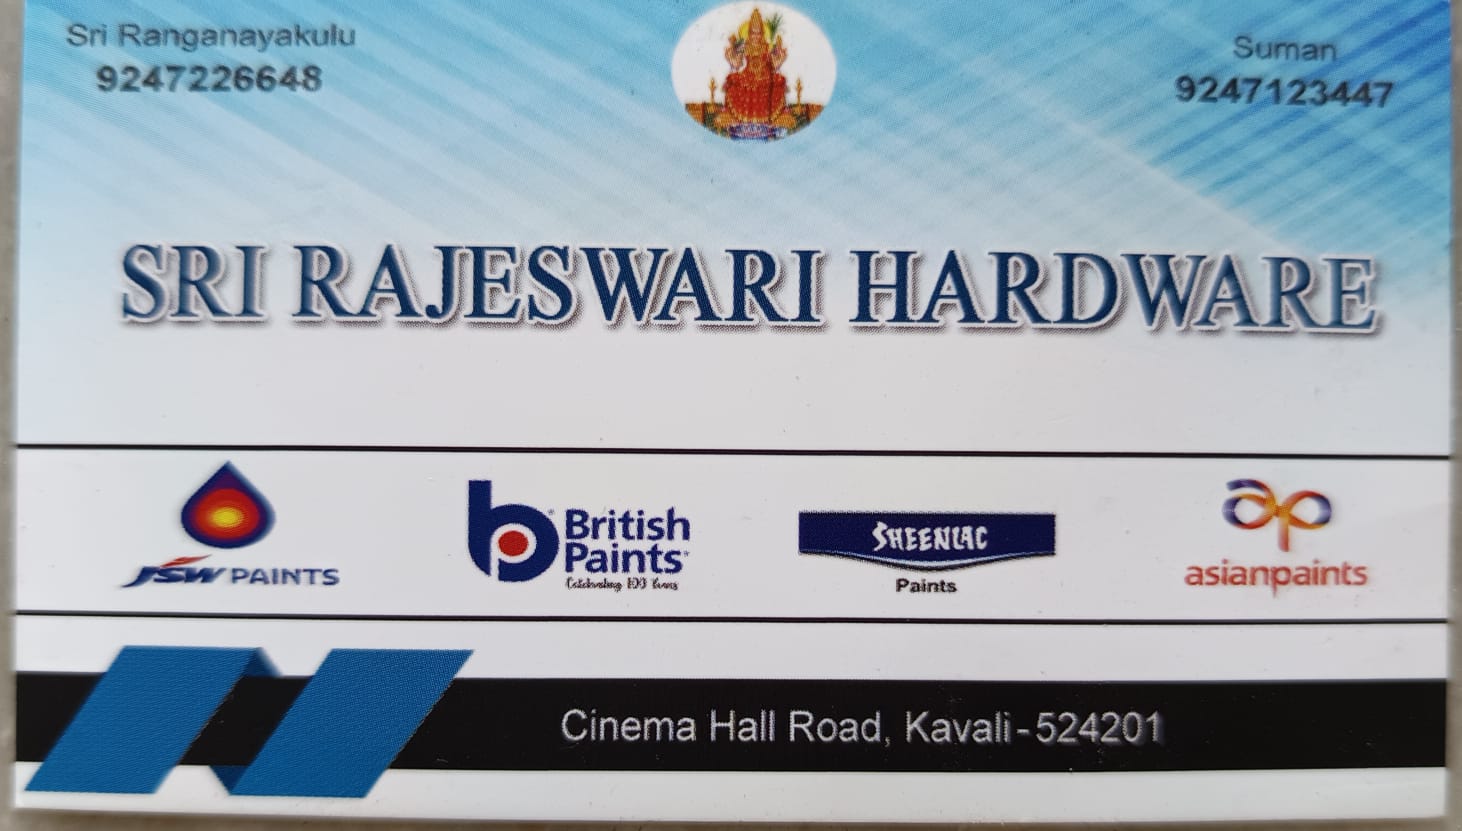 Sri Ranganayakulu
9247226648
Suman
9247123447
SRI RAJESWARI HARDWARE
JSW PAINTS
British
Paints
Celebrating 100 Years
SHEENLAC
Paints
ap
asianpaints
Cinema Hall Road, Kavali-524201